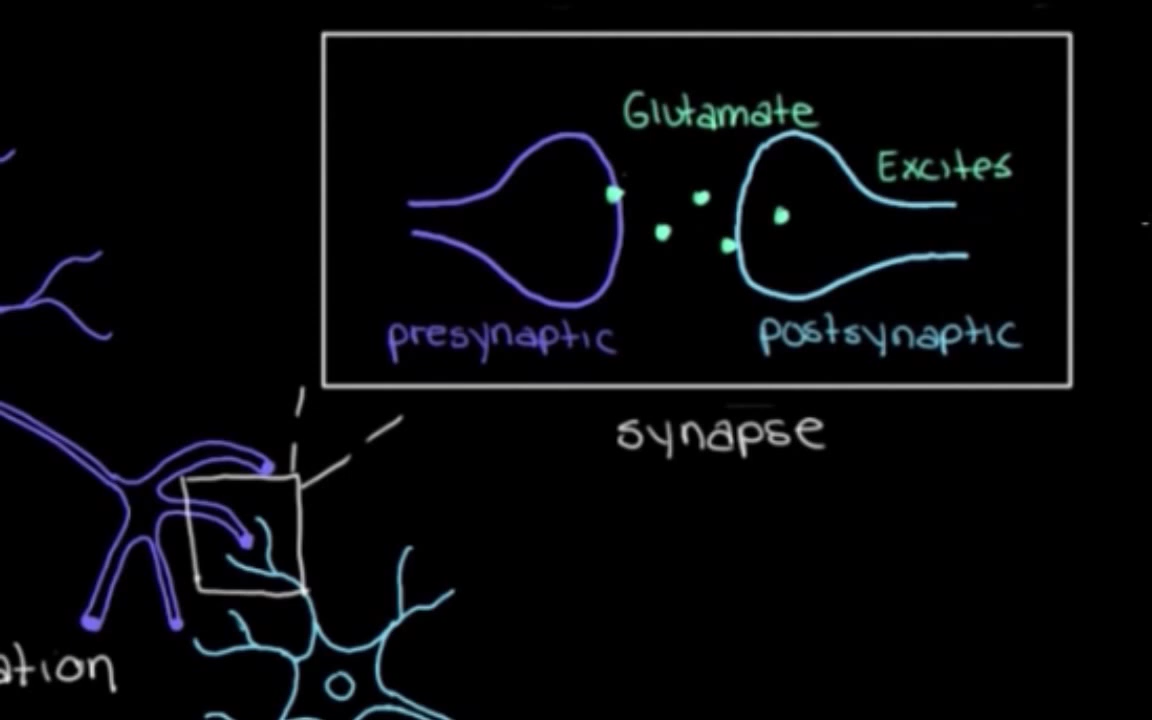 Glutamate
Excites
presynaptic
postsynaptic
synapse
ation